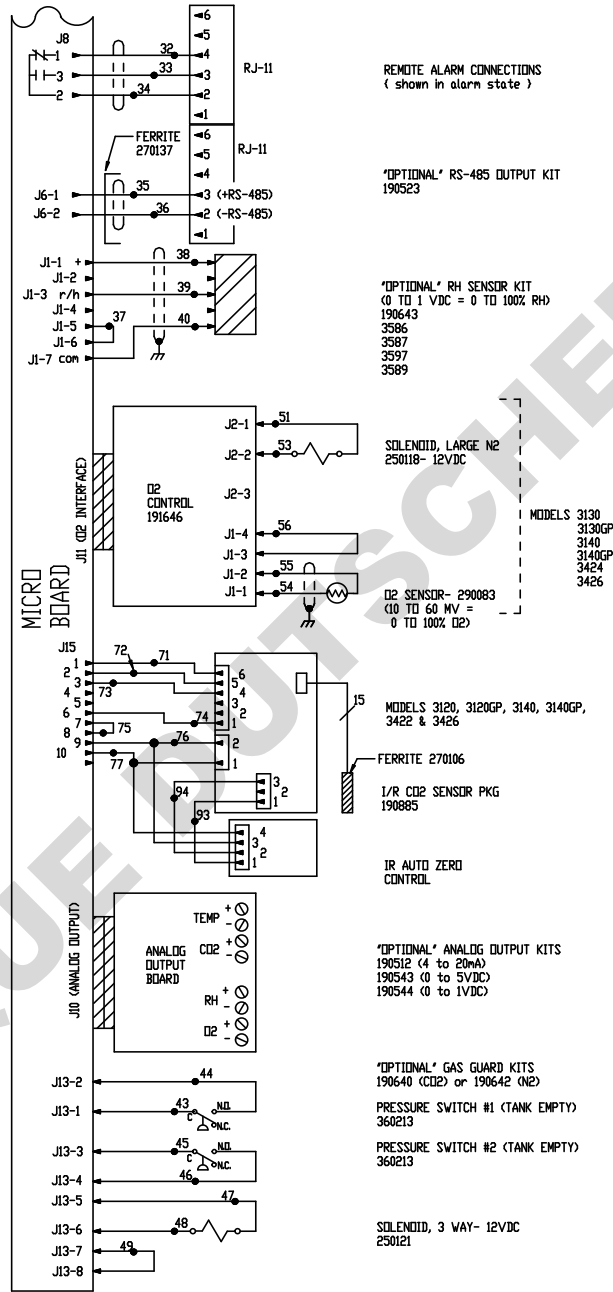 J8
1
3
2
32
33
34
6
5
4
3
2
1
RJ-11
REMOTE ALARM CONNECTIONS
( shown in alarm state )
FERRITE
270137
6
5
4
3 (+RS-485)
2 (-RS-485)
1
RJ-11
"OPTIONAL" RS-485 OUTPUT KIT
190523
J6-1
J6-2
35
36
J1-1 +
J1-2
J1-3 r/h
J1-4
J1-5
J1-6
J1-7 com
37
38
39
40
"OPTIONAL" RH SENSOR KIT
(0 TO 1 VDC = 0 TO 100% RH)
190643
3586
3587
3597
3589
MICRO
BOARD
J11 (O2 INTERFACE)
O2
CONTROL
191646
J2-1
J2-2
J2-3
J1-4
J1-3
J1-2
J1-1
51
53
56
55
54
SOLENOID, LARGE N2
250118- 12VDC
O2 SENSOR- 290083
(10 TO 60 MV =
0 TO 100% O2)
MODELS 3130
3130GP
3140
3140GP
3424
3426
J15
1
2
3
4
5
6
7
8
9
10
72
71
73
74
75
76
77
94
93
6
5
4
3
2
1
2
1
3
2
1
4
3
2
1
15
MODELS 3120, 3120GP, 3140, 3140GP,
3422 & 3426
FERRITE 270106
I/R CO2 SENSOR PKG
190885
IR AUTO ZERO
CONTROL
J10 (ANALOG OUTPUT)
ANALOG
OUTPUT
BOARD
TEMP + -
CO2 + -
RH + -
O2 + -
"OPTIONAL" ANALOG OUTPUT KITS
190512 (4 to 20mA)
190543 (0 to 5VDC)
190544 (0 to 1VDC)
"OPTIONAL" GAS GUARD KITS
190640 (CO2) or 190642 (N2)
J13-2
44
J13-1
43
C
N.O.
N.C.
PRESSURE SWITCH #1 (TANK EMPTY)
360213
J13-3
45
C
N.O.
N.C.
PRESSURE SWITCH #2 (TANK EMPTY)
360213
J13-4
46
J13-5
47
J13-6
48
SOLENOID, 3 WAY- 12VDC
250121
J13-7
49
J13-8
UE DUTSCHE